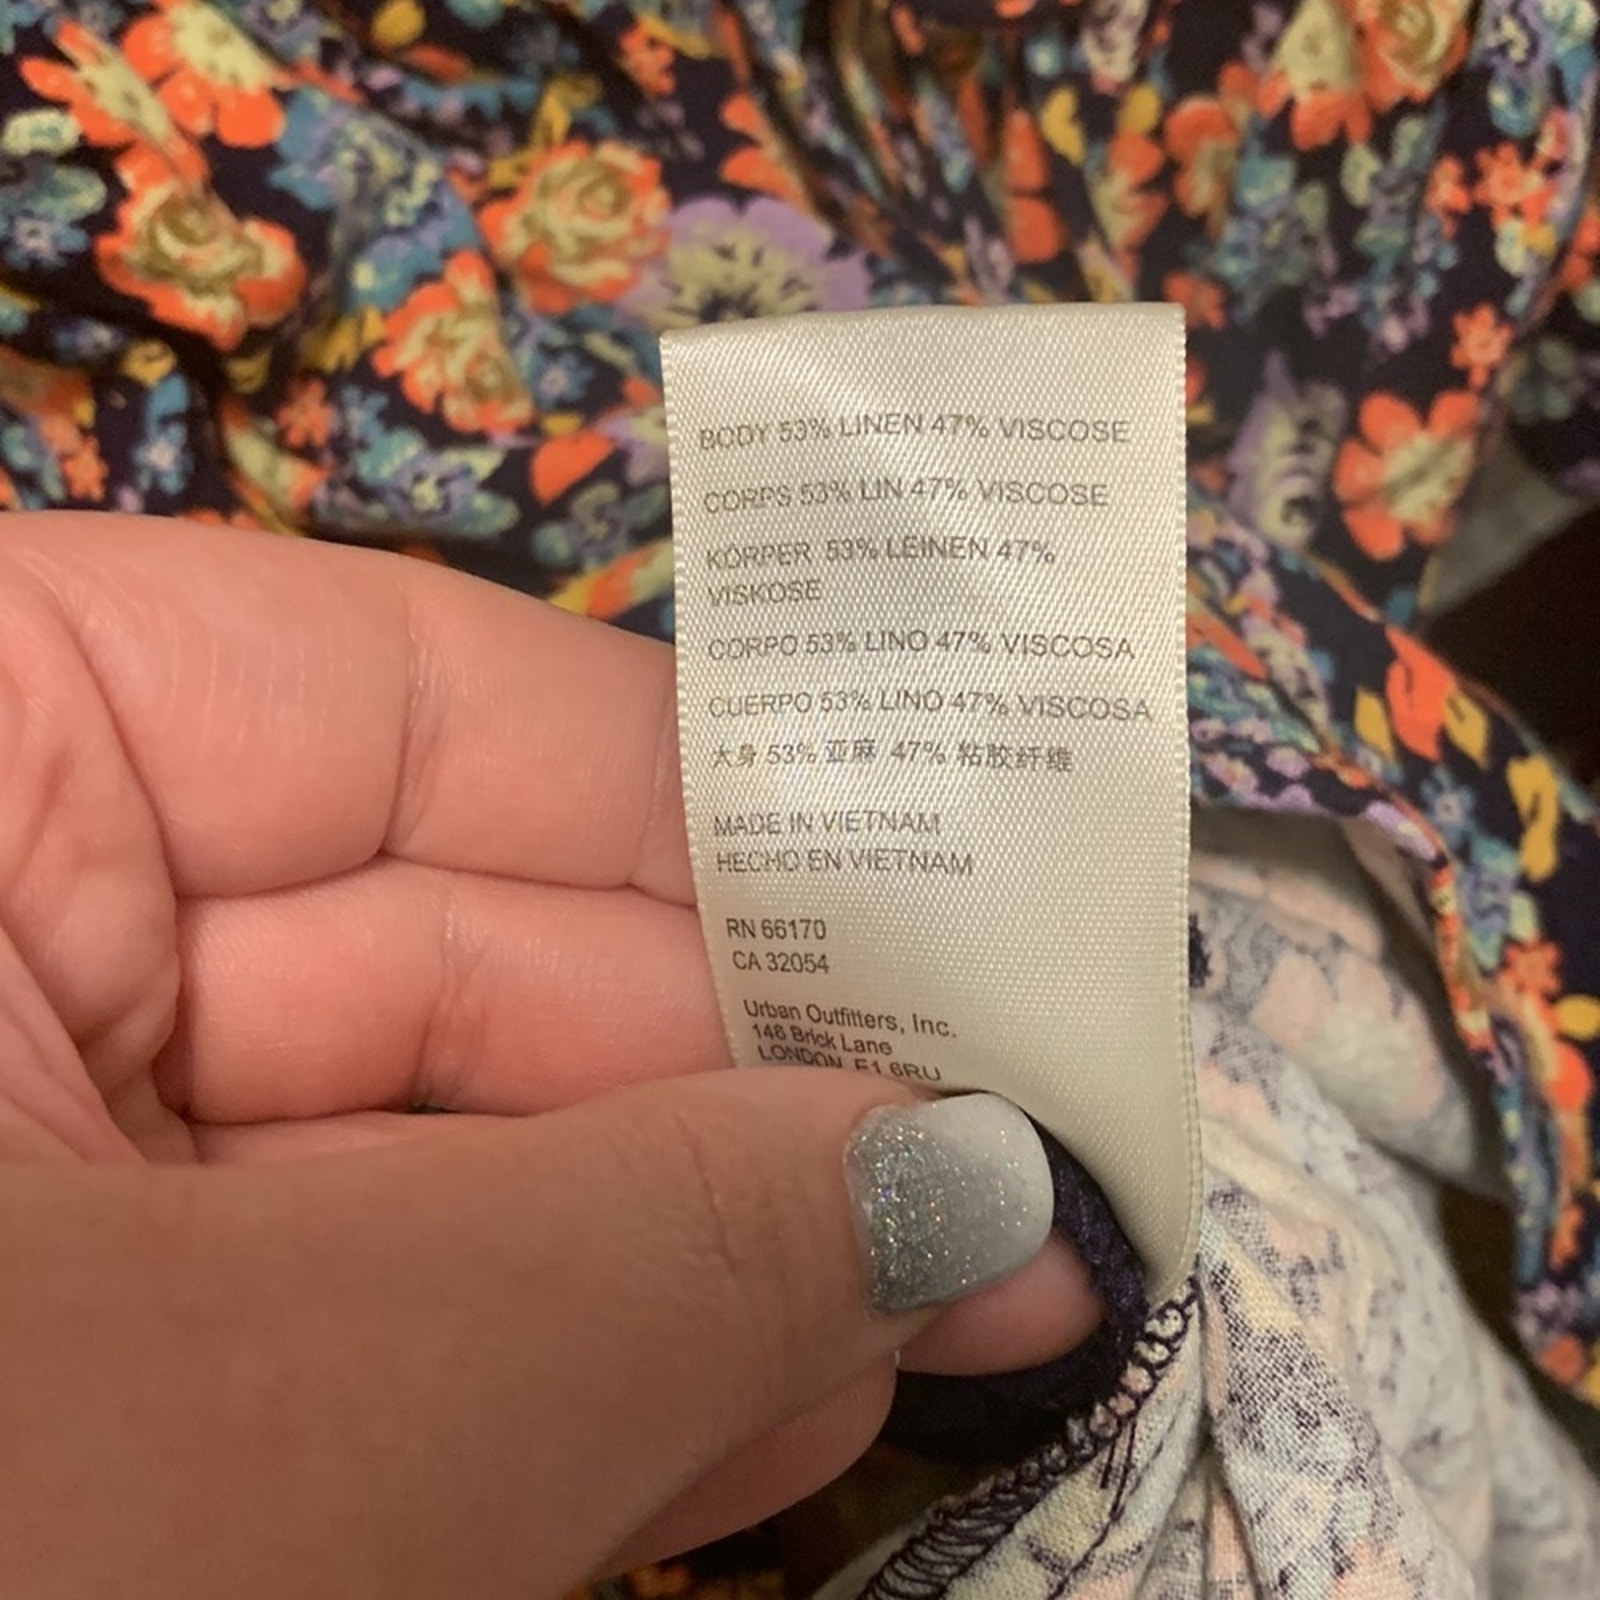 BODY 53% LINEN 47% VISCOSE
CORPS 53% LIN 47% VISCOSE
KÖRPER 53% LEINEN 47%
VISKOSE
CORPO 53% LINO 47% VISCOSA
CUERPO 53% LINO 47% VISCOSA
大身 53% 亚麻 47% 粘胶纤维
MADE IN VIETNAM
HECHO EN VIETNAM
RN 66170
CA 32054
Urban Outfitters, Inc.
146 Brick Lane
LONDON E1 6RU